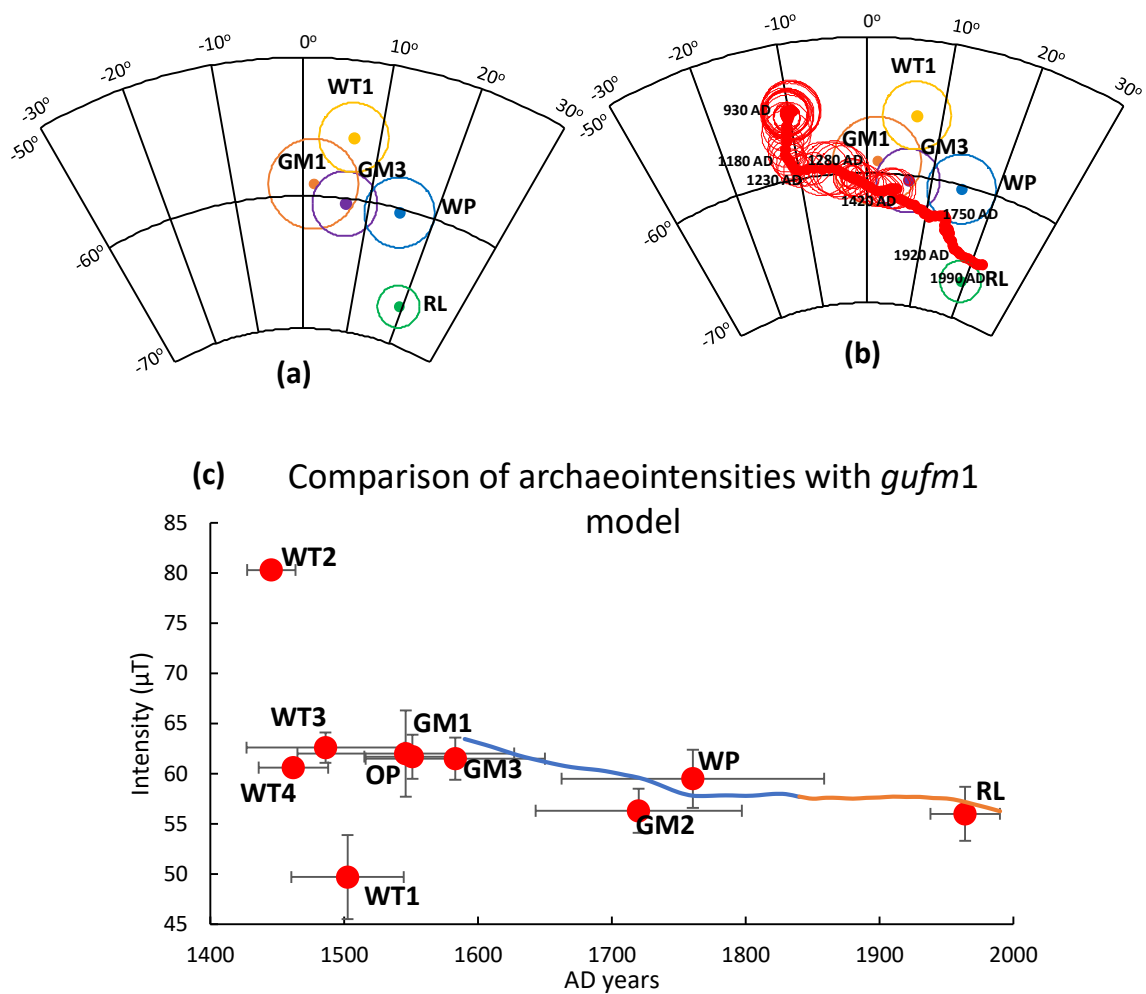 -50°
-30°
-20°
-10°
0°
10°
20°
30°
-60°
-70°
WT1
GM1
GM3
WP
RL
(a)
-50°
-30°
-20°
-10°
0°
10°
20°
30°
-60°
-70°
WT1
930 AD
GM1
GM3
1180 AD
1280 AD
1230 AD
WP
1420 AD
1750 AD
1920 AD
1990 AD
RL
(b)
(c) Comparison of archaeointensities with gufm1
model
Intensity (μT)
85
80
75
70
65
60
55
50
45
WT2
WT3
GM1
WT4
OP
GM3
WP
GM2
RL
WT1
1400 1500 1600 1700 1800 1900 2000
AD years